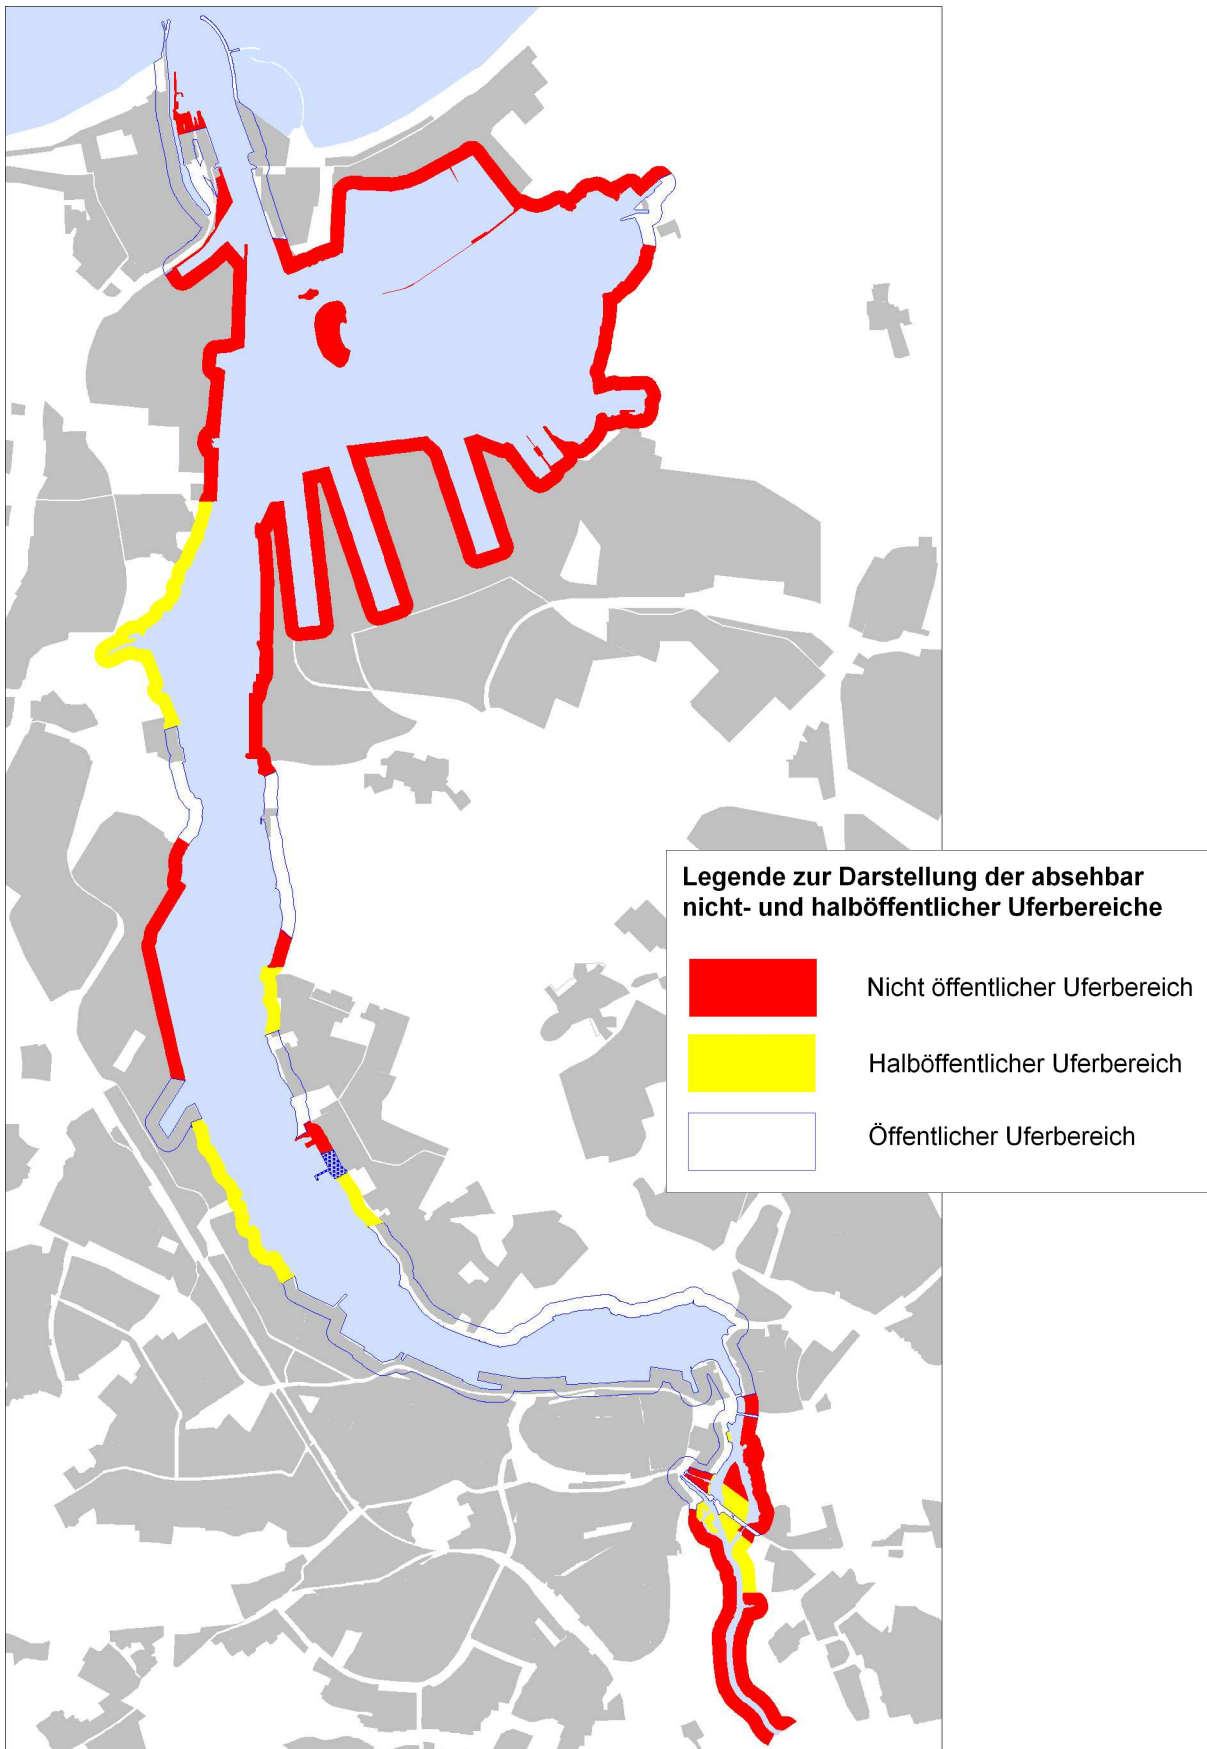 Legende zur Darstellung der absehbar
nicht- und halböffentlicher Uferbereiche
Nicht öffentlicher Uferbereich
Halböffentlicher Uferbereich
Öffentlicher Uferbereich